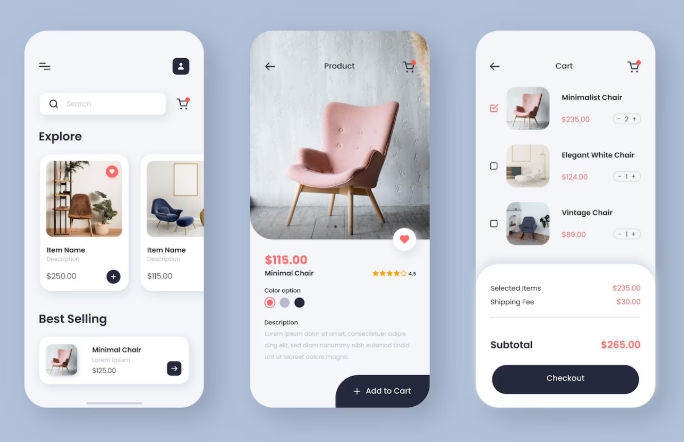 Search
Explore
Item Name
Description
$250.00
Item Name
Description
$115.00
Best Selling
Minimal Chair
Lorem Ipsum
$125.00
Product
$115.00
Minimal Chair
4.5
Color option
Description
Lorem ipsum dolor sit amet, consectetuer adipis
cing elit, sed diam nonummy nibh euismod tincid
unt ut laoreet dolore magna.
+ Add to Cart
Cart
Minimalist Chair
$235.00
- 2 +
Elegant White Chair
$124.00
- 1 +
Vintage Chair
$89.00
- 1 +
Selected Items $235.00
Shipping Fee $30.00
Subtotal $265.00
Checkout